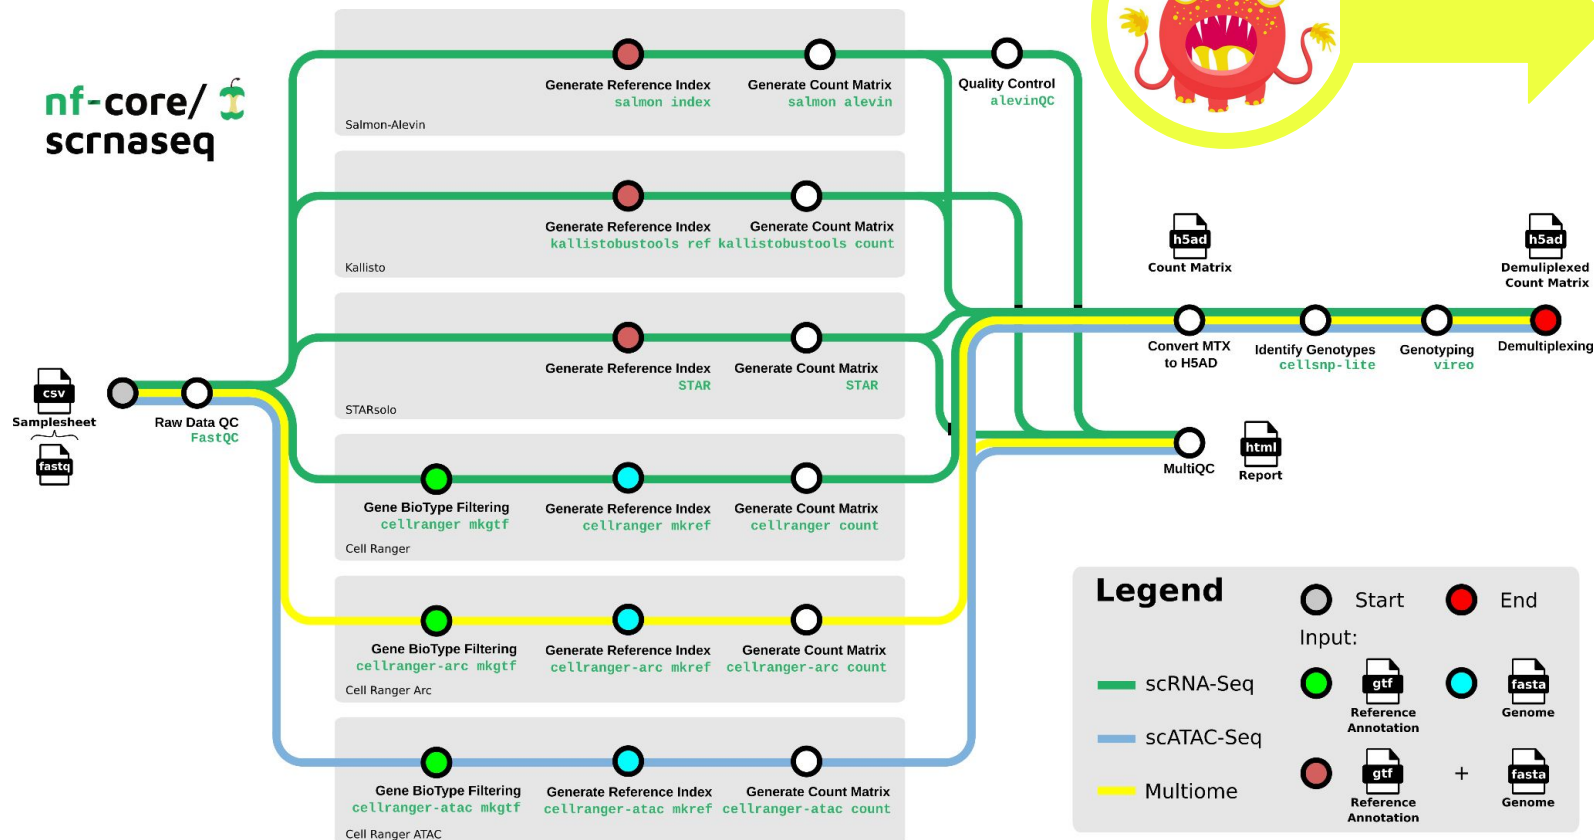 nf-core/
scrnaseq
Generate Reference Index
salmon index
Generate Count Matrix
salmon alevin
Salmon-Alevin
Quality Control
alevinQC
Generate Reference Index
kallistobustools ref
Generate Count Matrix
kallistobustools count
Kallisto
Generate Reference Index
STAR
Generate Count Matrix
STAR
STARsolo
csv
Samplesheet
fastq
Raw Data QC
FastQC
Gene BioType Filtering
cellranger mkgtf
Generate Reference Index
cellranger mkref
Generate Count Matrix
cellranger count
Cell Ranger
Gene BioType Filtering
cellranger-arc mkgtf
Generate Reference Index
cellranger-arc mkref
Generate Count Matrix
cellranger-arc count
Cell Ranger Arc
Gene BioType Filtering
cellranger-atac mkgtf
Generate Reference Index
cellranger-atac mkref
Generate Count Matrix
cellranger-atac count
Cell Ranger ATAC
h5ad
Count Matrix
h5ad
Demuliplexed
Count Matrix
Convert MTX
to H5AD
Identify Genotypes
cellsnp-lite
Genotyping
vireo
Demultiplexing
MultiQC
html
Report
Legend
Start
End
Input:
scRNA-Seq
scATAC-Seq
Multiome
gtf
Reference
Annotation
fasta
Genome
gtf
Reference
Annotation
+
fasta
Genome